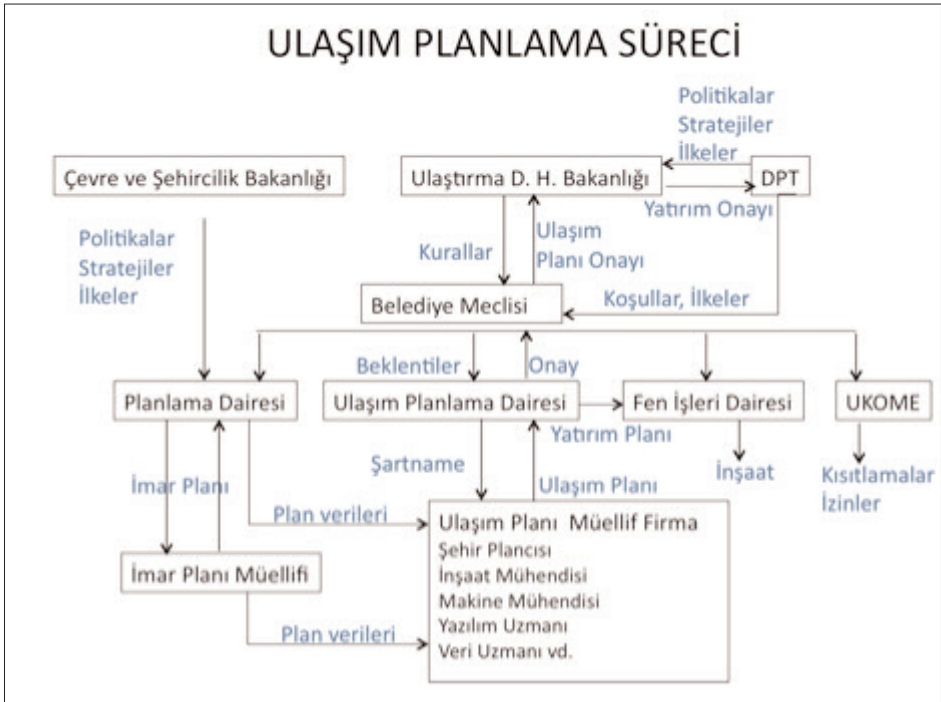 ULAŞIM PLANLAMA SÜRECİ
Politikalar
Stratejiler
İlkeler
Çevre ve Şehircilik Bakanlığı
Ulaştırma D. H. Bakanlığı
DPT
Yatırım Onayı
Politikalar
Stratejiler
İlkeler
Kurallar
Ulaşım
Planı Onayı
Belediye Meclisi
Koşullar, İlkeler
Beklentiler
Onay
Planlama Dairesi
Ulaşım Planlama Dairesi
Fen İşleri Dairesi
UKOME
Yatırım Planı
Şartname
İnşaat
Kısıtlamalar
İzinler
İmar Planı
Ulaşım Planı
Plan verileri
Ulaşım Planı Müellif Firma
Şehir Plancısı
İnşaat Mühendisi
Makine Mühendisi
Yazılım Uzmanı
Veri Uzmanı vd.
İmar Planı Müellifi
Plan verileri